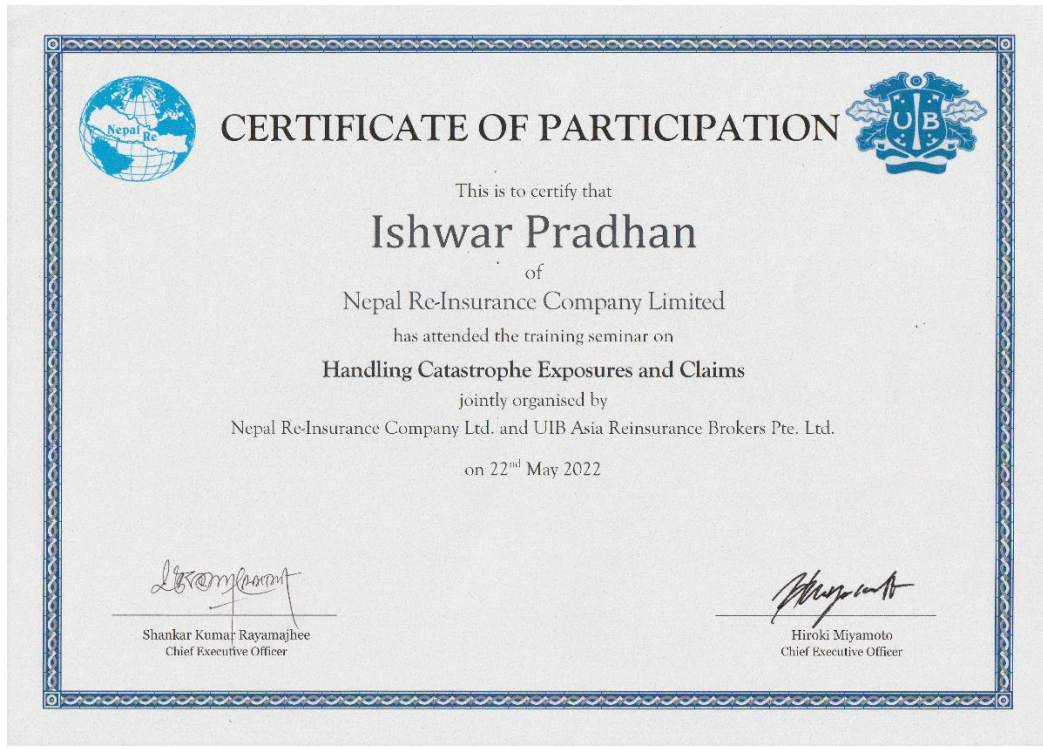 Nepal Re
UIB
CERTIFICATE OF PARTICIPATION
This is to certify that
Ishwar Pradhan
of
Nepal Re-Insurance Company Limited
has attended the training seminar on
Handling Catastrophe Exposures and Claims
jointly organised by
Nepal Re-Insurance Company Ltd. and UIB Asia Reinsurance Brokers Pte. Ltd.
on 22nd May 2022
Shankar Kumar Rayamajhee
Chief Executive Officer
Hiroki Miyamoto
Chief Executive Officer